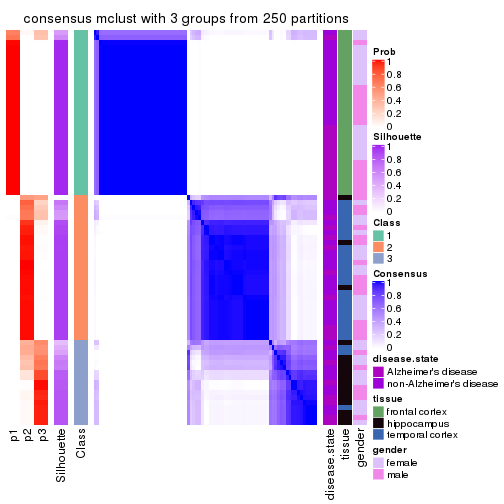 consensus mclust with 3 groups from 250 partitions
Prob
1
0.8
0.6
0.4
0.2
0
Silhouette
1
0.8
0.6
0.4
0.2
0
Class
1
2
3
Consensus
1
0.8
0.6
0.4
0.2
0
disease.state
Alzheimer's disease
non-Alzheimer's disease
tissue
frontal cortex
hippocampus
temporal cortex
gender
female
male
p1
p2
p3
Silhouette
Class
disease.state
tissue
gender